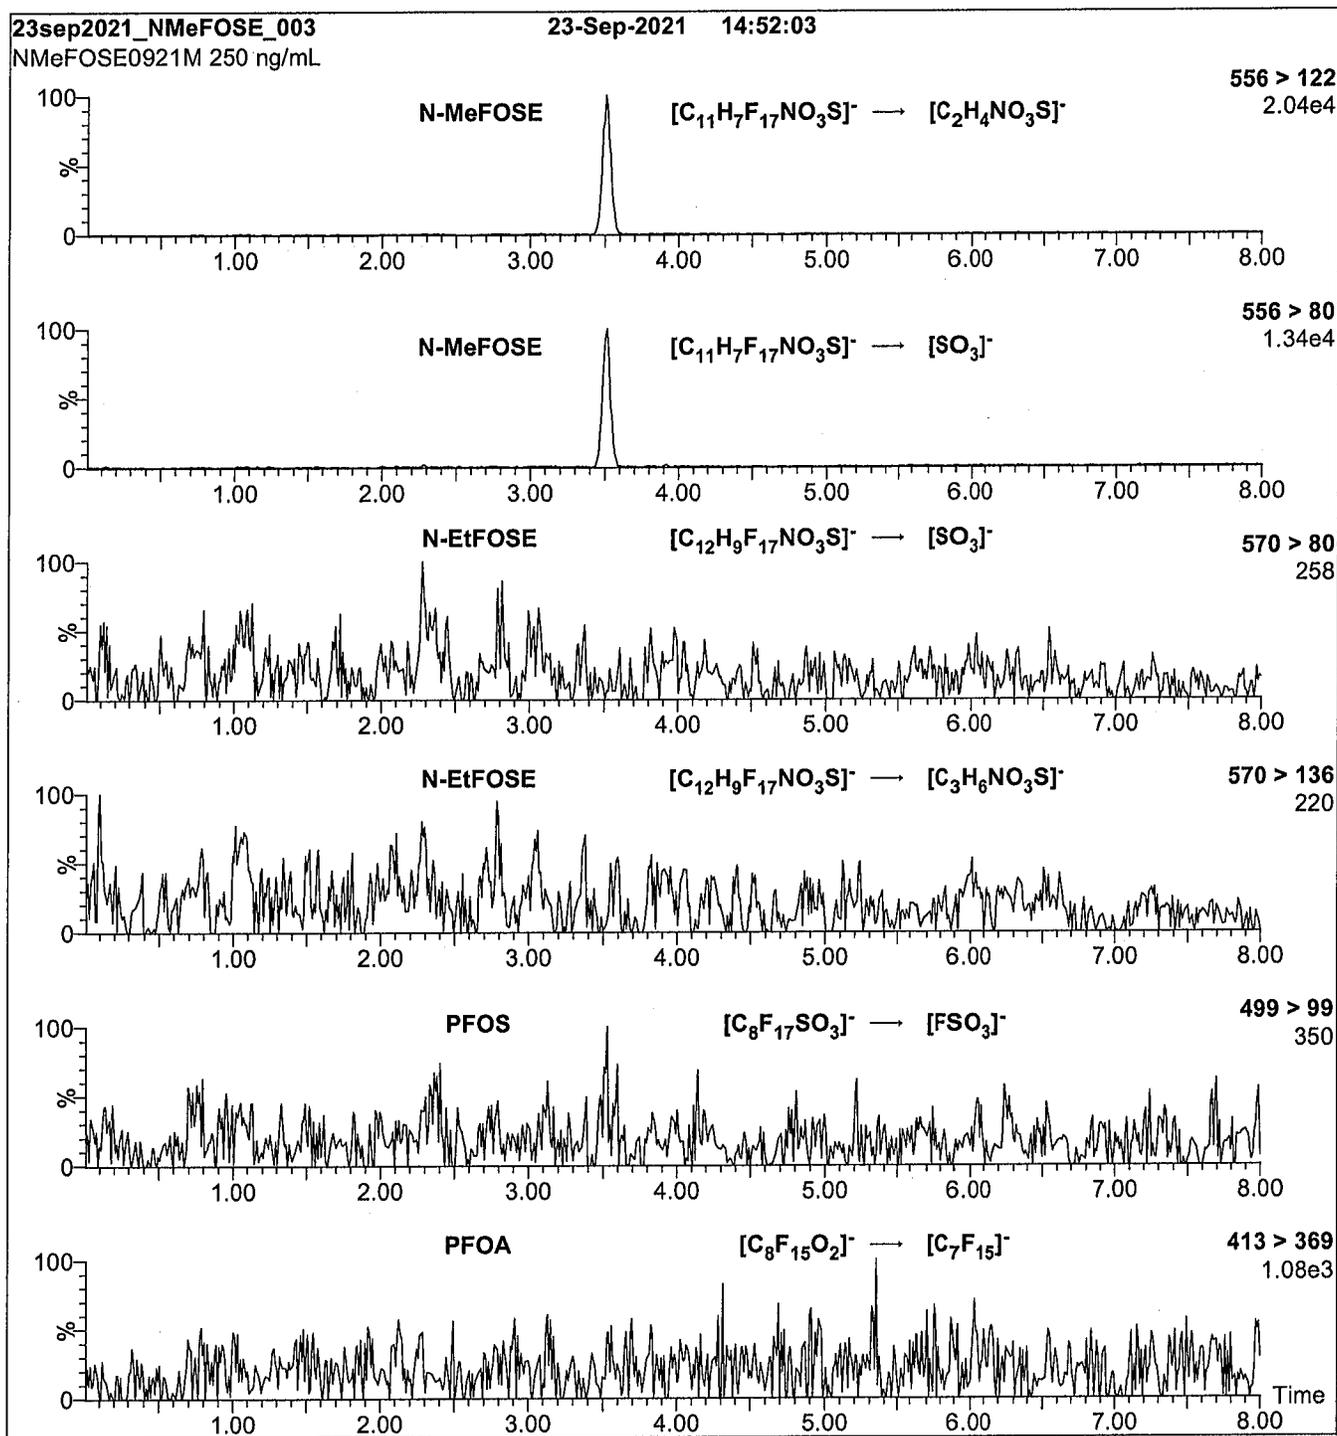 23sep2021_NMeFOSE_003 23-Sep-2021 14:52:03
NMeFOSE0921M 250 ng/mL
556 > 122
2.04e4
N-MeFOSE [C₁₁H₇F₁₇NO₃S]⁻ → [C₂H₄NO₃S]⁻
100
%
0
1.00 2.00 3.00 4.00 5.00 6.00 7.00 8.00
556 > 80
1.34e4
N-MeFOSE [C₁₁H₇F₁₇NO₃S]⁻ → [SO₃]⁻
100
%
0
1.00 2.00 3.00 4.00 5.00 6.00 7.00 8.00
N-EtFOSE [C₁₂H₉F₁₇NO₃S]⁻ → [SO₃]⁻
570 > 80
258
100
%
0
1.00 2.00 3.00 4.00 5.00 6.00 7.00 8.00
N-EtFOSE [C₁₂H₉F₁₇NO₃S]⁻ → [C₃H₆NO₃S]⁻
570 > 136
220
100
%
0
1.00 2.00 3.00 4.00 5.00 6.00 7.00 8.00
499 > 99
350
PFOS [C₈F₁₇SO₃]⁻ → [FSO₃]⁻
100
%
0
1.00 2.00 3.00 4.00 5.00 6.00 7.00 8.00
413 > 369
1.08e3
PFOA [C₈F₁₅O₂]⁻ → [C₇F₁₅]⁻
100
%
0
Time
1.00 2.00 3.00 4.00 5.00 6.00 7.00 8.00